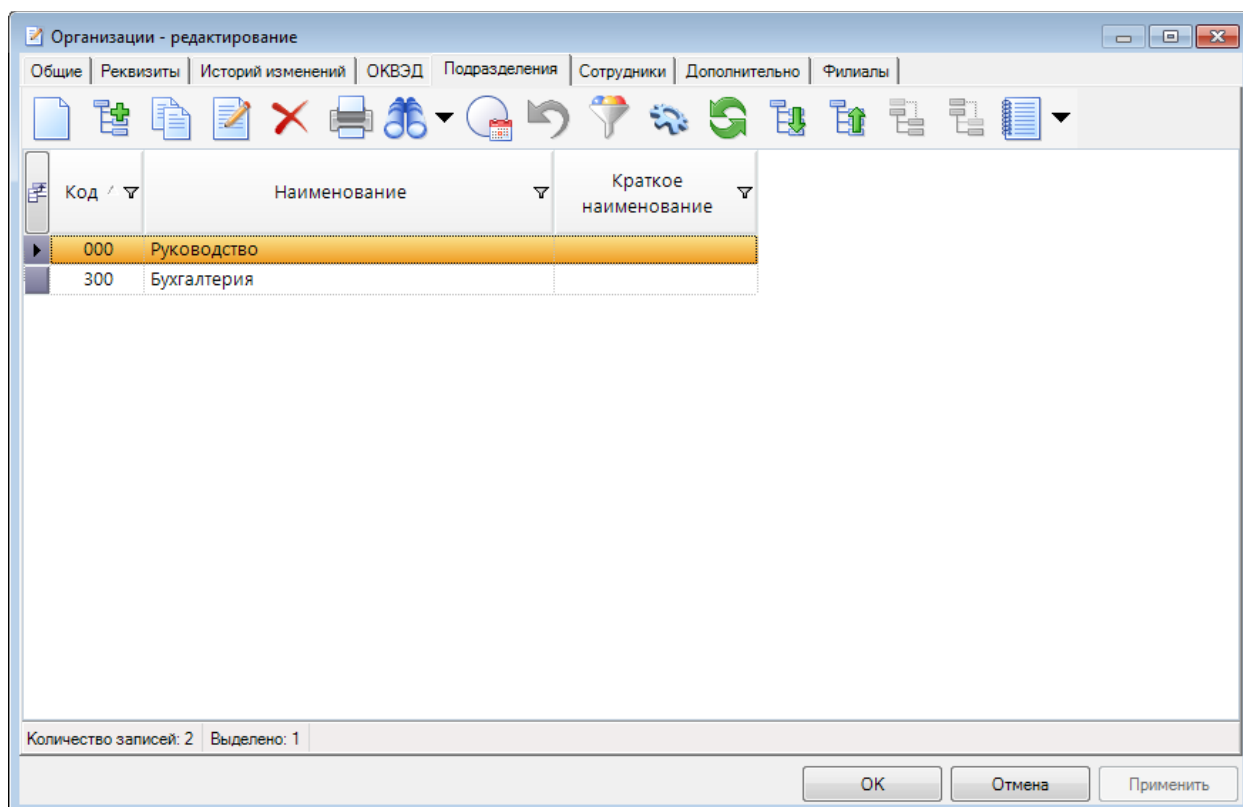 Организации - редактирование
Общие Реквизиты Историй изменений ОКВЭД Подразделения Сотрудники Дополнительно Филиалы
Код Наименование Краткое наименование
000 Руководство
300 Бухгалтерия
Количество записей: 2 Выделено: 1
OK Отмена Применить